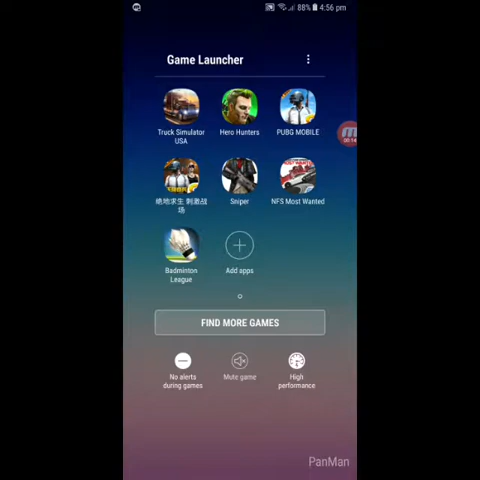 88% 4:56 pm
Game Launcher
Truck Simulator
USA
Hero Hunters
PUBG MOBILE
绝地求生 刺激战
场
Sniper
NFS Most Wanted
Badminton
League
Add apps
FIND MORE GAMES
No alerts
during games
Mute game
High
performance
PanMan